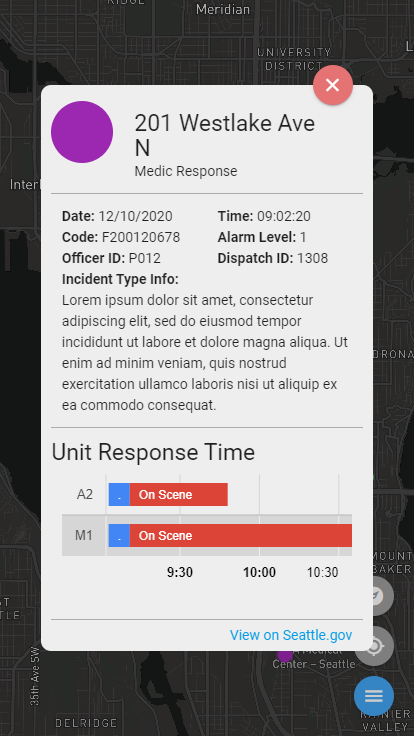 RIDGE
Meridian
UNIVERSITY
DISTRICT
201 Westlake Ave
N
Medic Response
Date: 12/10/2020 Time: 09:02:20
Code: F200120678 Alarm Level: 1
Officer ID: P012 Dispatch ID: 1308
Incident Type Info:
Lorem ipsum dolor sit amet, consectetur
adipiscing elit, sed do eiusmod tempor
incididunt ut labore et dolore magna aliqua. Ut
enim ad minim veniam, quis nostrud
exercitation ullamco laboris nisi ut aliquip ex
ea commodo consequat.
Unit Response Time
A2 . On Scene
M1 . On Scene
9:30 10:00 10:30
MOUNT
BAKER
View on Seattle.gov
Medical
Center – Seattle
35th Ave SW
RAINIER
VALLEY
DELRIDGE